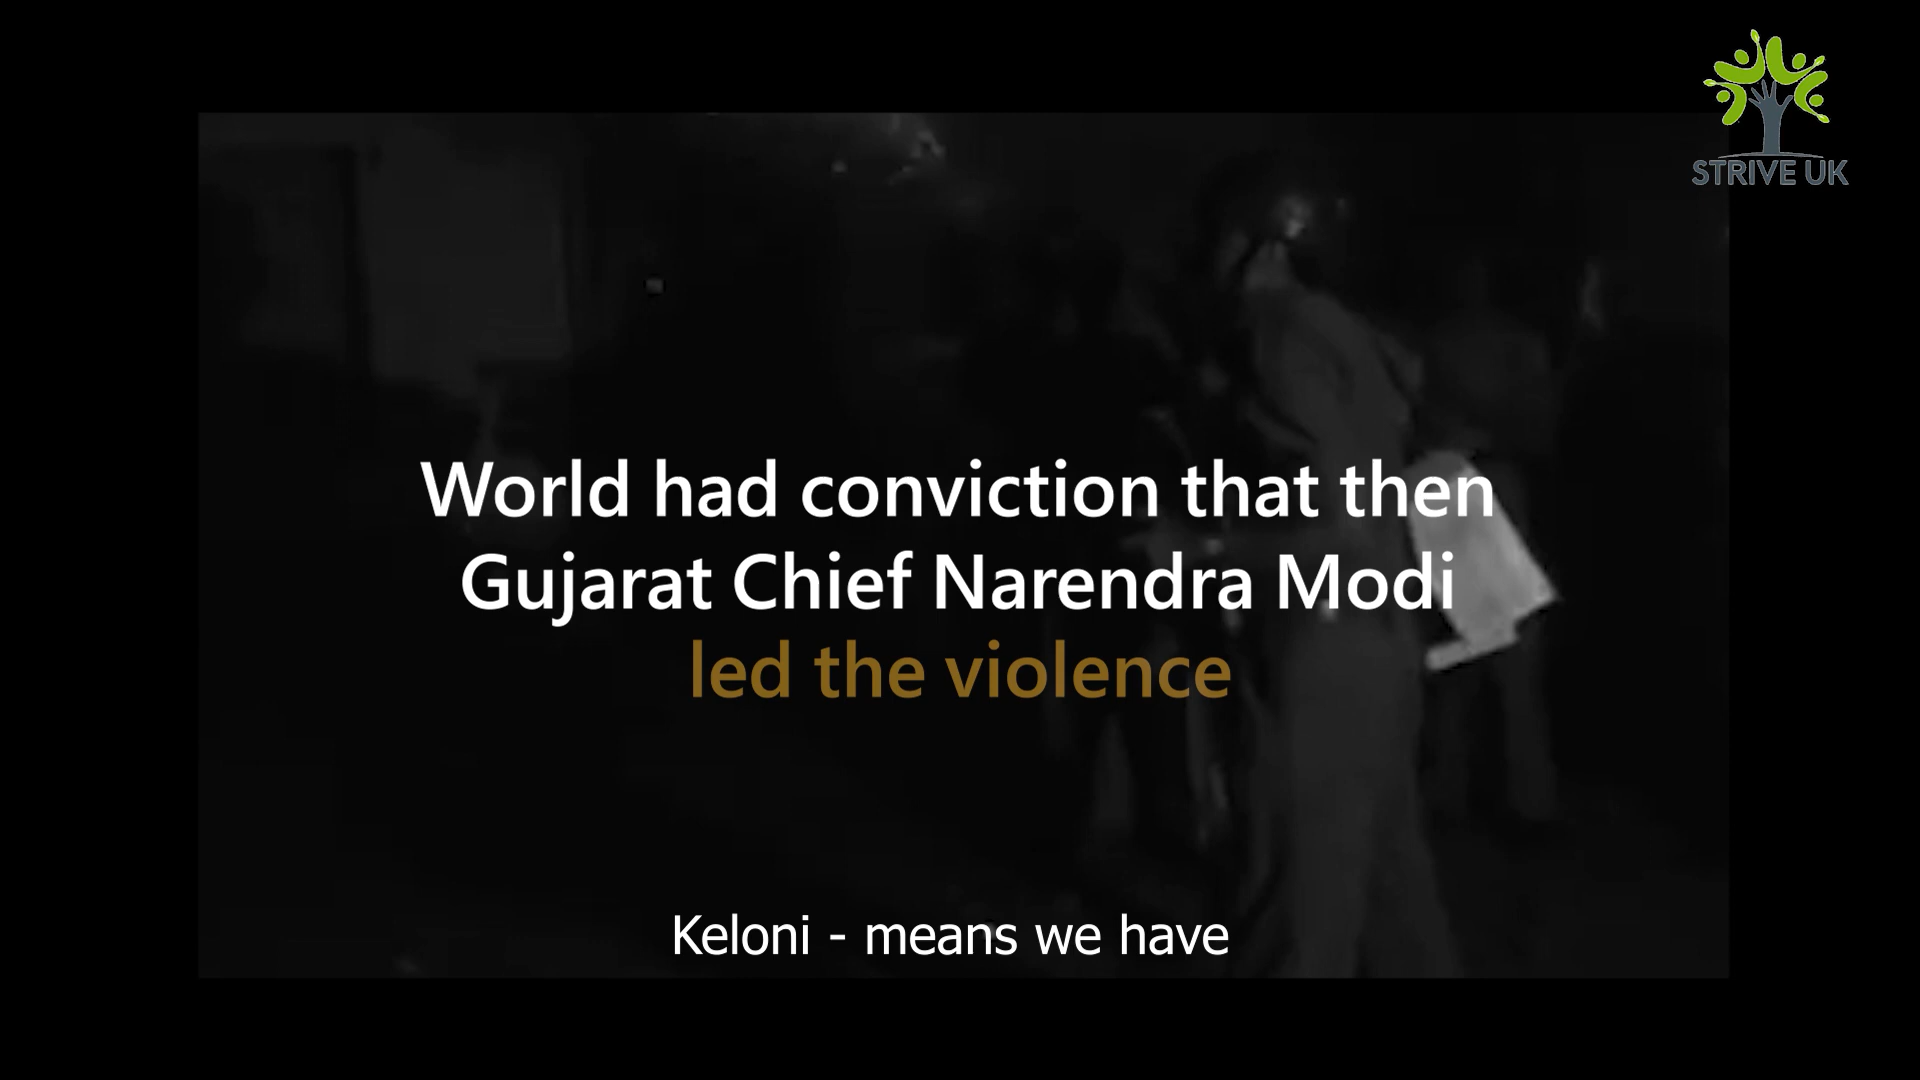 STRIVE UK
World had conviction that then
Gujarat Chief Narendra Modi
led the violence
Keloni - means we have